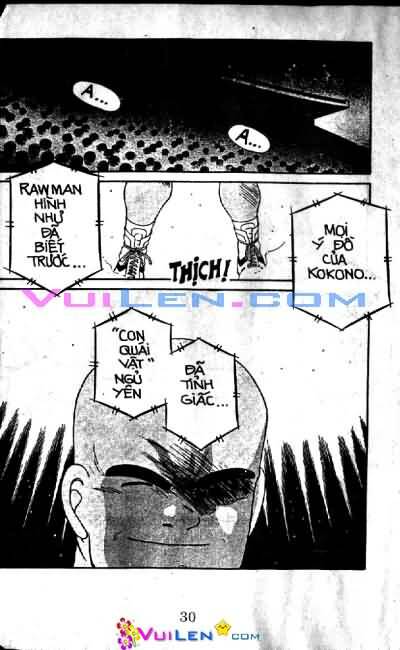 A...
A...
RAWMAN
HÌNH
NHƯ
ĐÃ
BIẾT
TRƯỚC...
THỊCH!
MỌI
Ý ĐỒ
CỦA
KOKONO...
VUILEN.COM
"CON
QUÁI
VẬT"
NGỦ
YÊN
ĐÃ
TỈNH
GIẤC...
30
VUILEN.COM